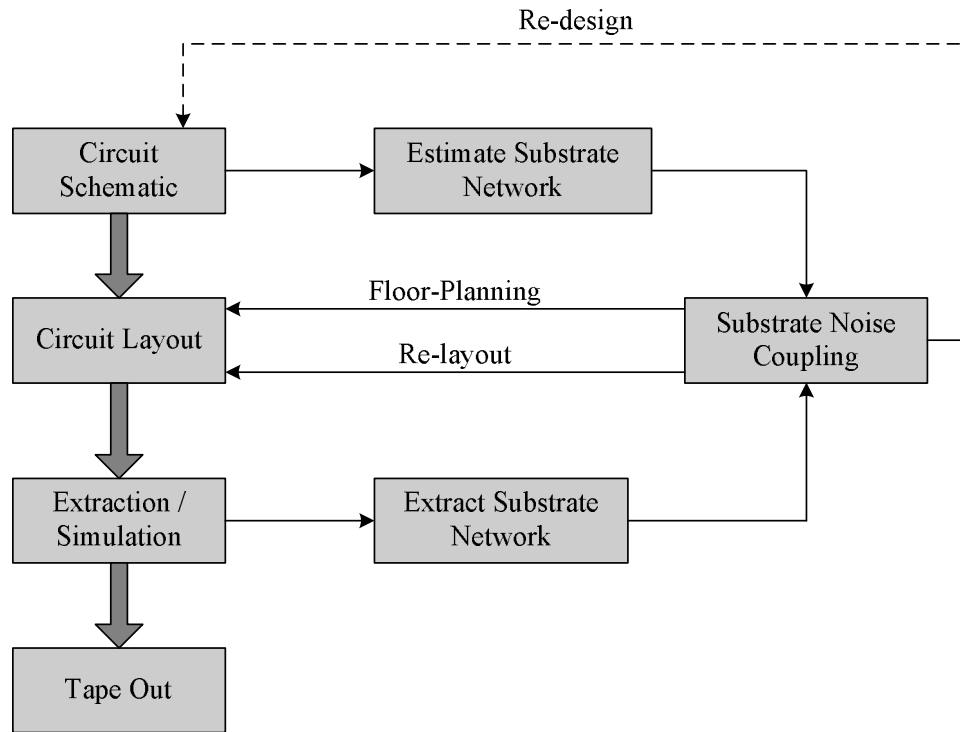 Re-design
Circuit
Schematic
Estimate Substrate
Network
Floor-Planning
Circuit Layout
Re-layout
Substrate Noise
Coupling
Extraction /
Simulation
Extract Substrate
Network
Tape Out